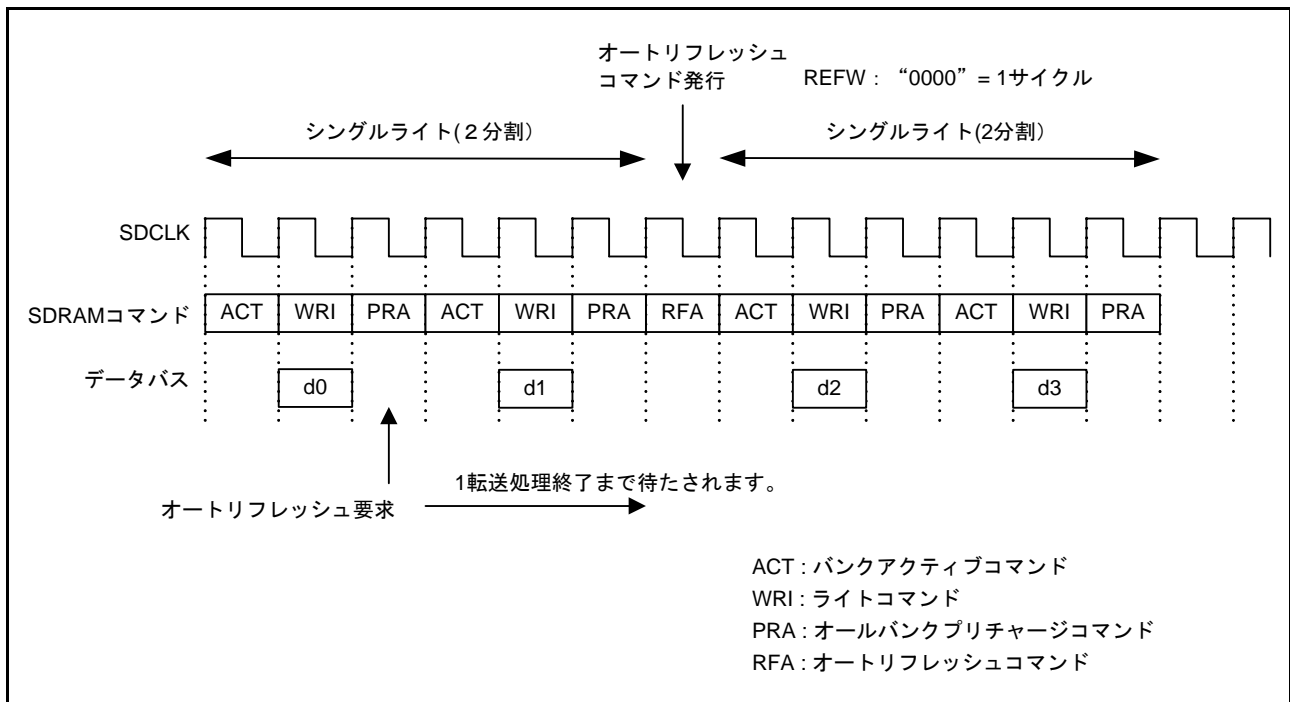 オートリフレッシュ
コマンド発行
REFW : “0000” = 1サイクル
シングルライト(２分割)
シングルライト(2分割)
SDCLK
SDRAMコマンド ACT WRI PRA ACT WRI PRA RFA ACT WRI PRA ACT WRI PRA
データバス d0 d1 d2 d3
1転送処理終了まで待たされます。
オートリフレッシュ要求
ACT : バンクアクティブコマンド
WRI : ライトコマンド
PRA : オールバンクプリチャージコマンド
RFA : オートリフレッシュコマンド